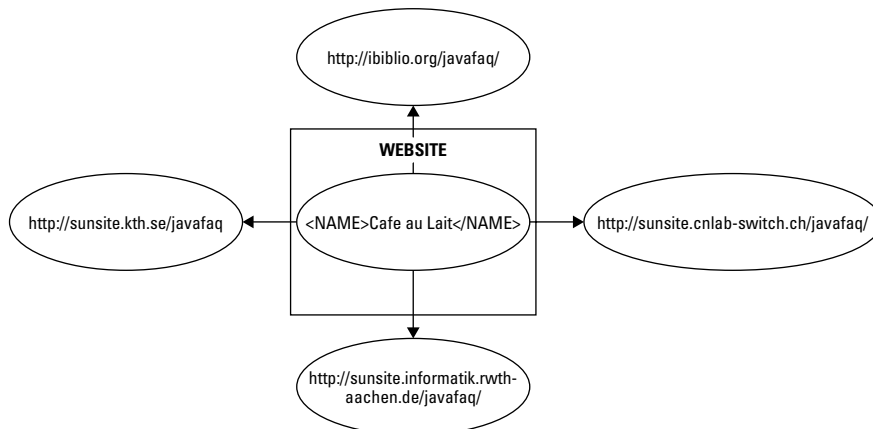 http://ibiblio.org/javafaq/
WEBSITE
http://sunsite.kth.se/javafaq
<NAME>Cafe au Lait</NAME>
http://sunsite.cnlab-switch.ch/javafaq/
http://sunsite.informatik.rwth-
aachen.de/javafaq/